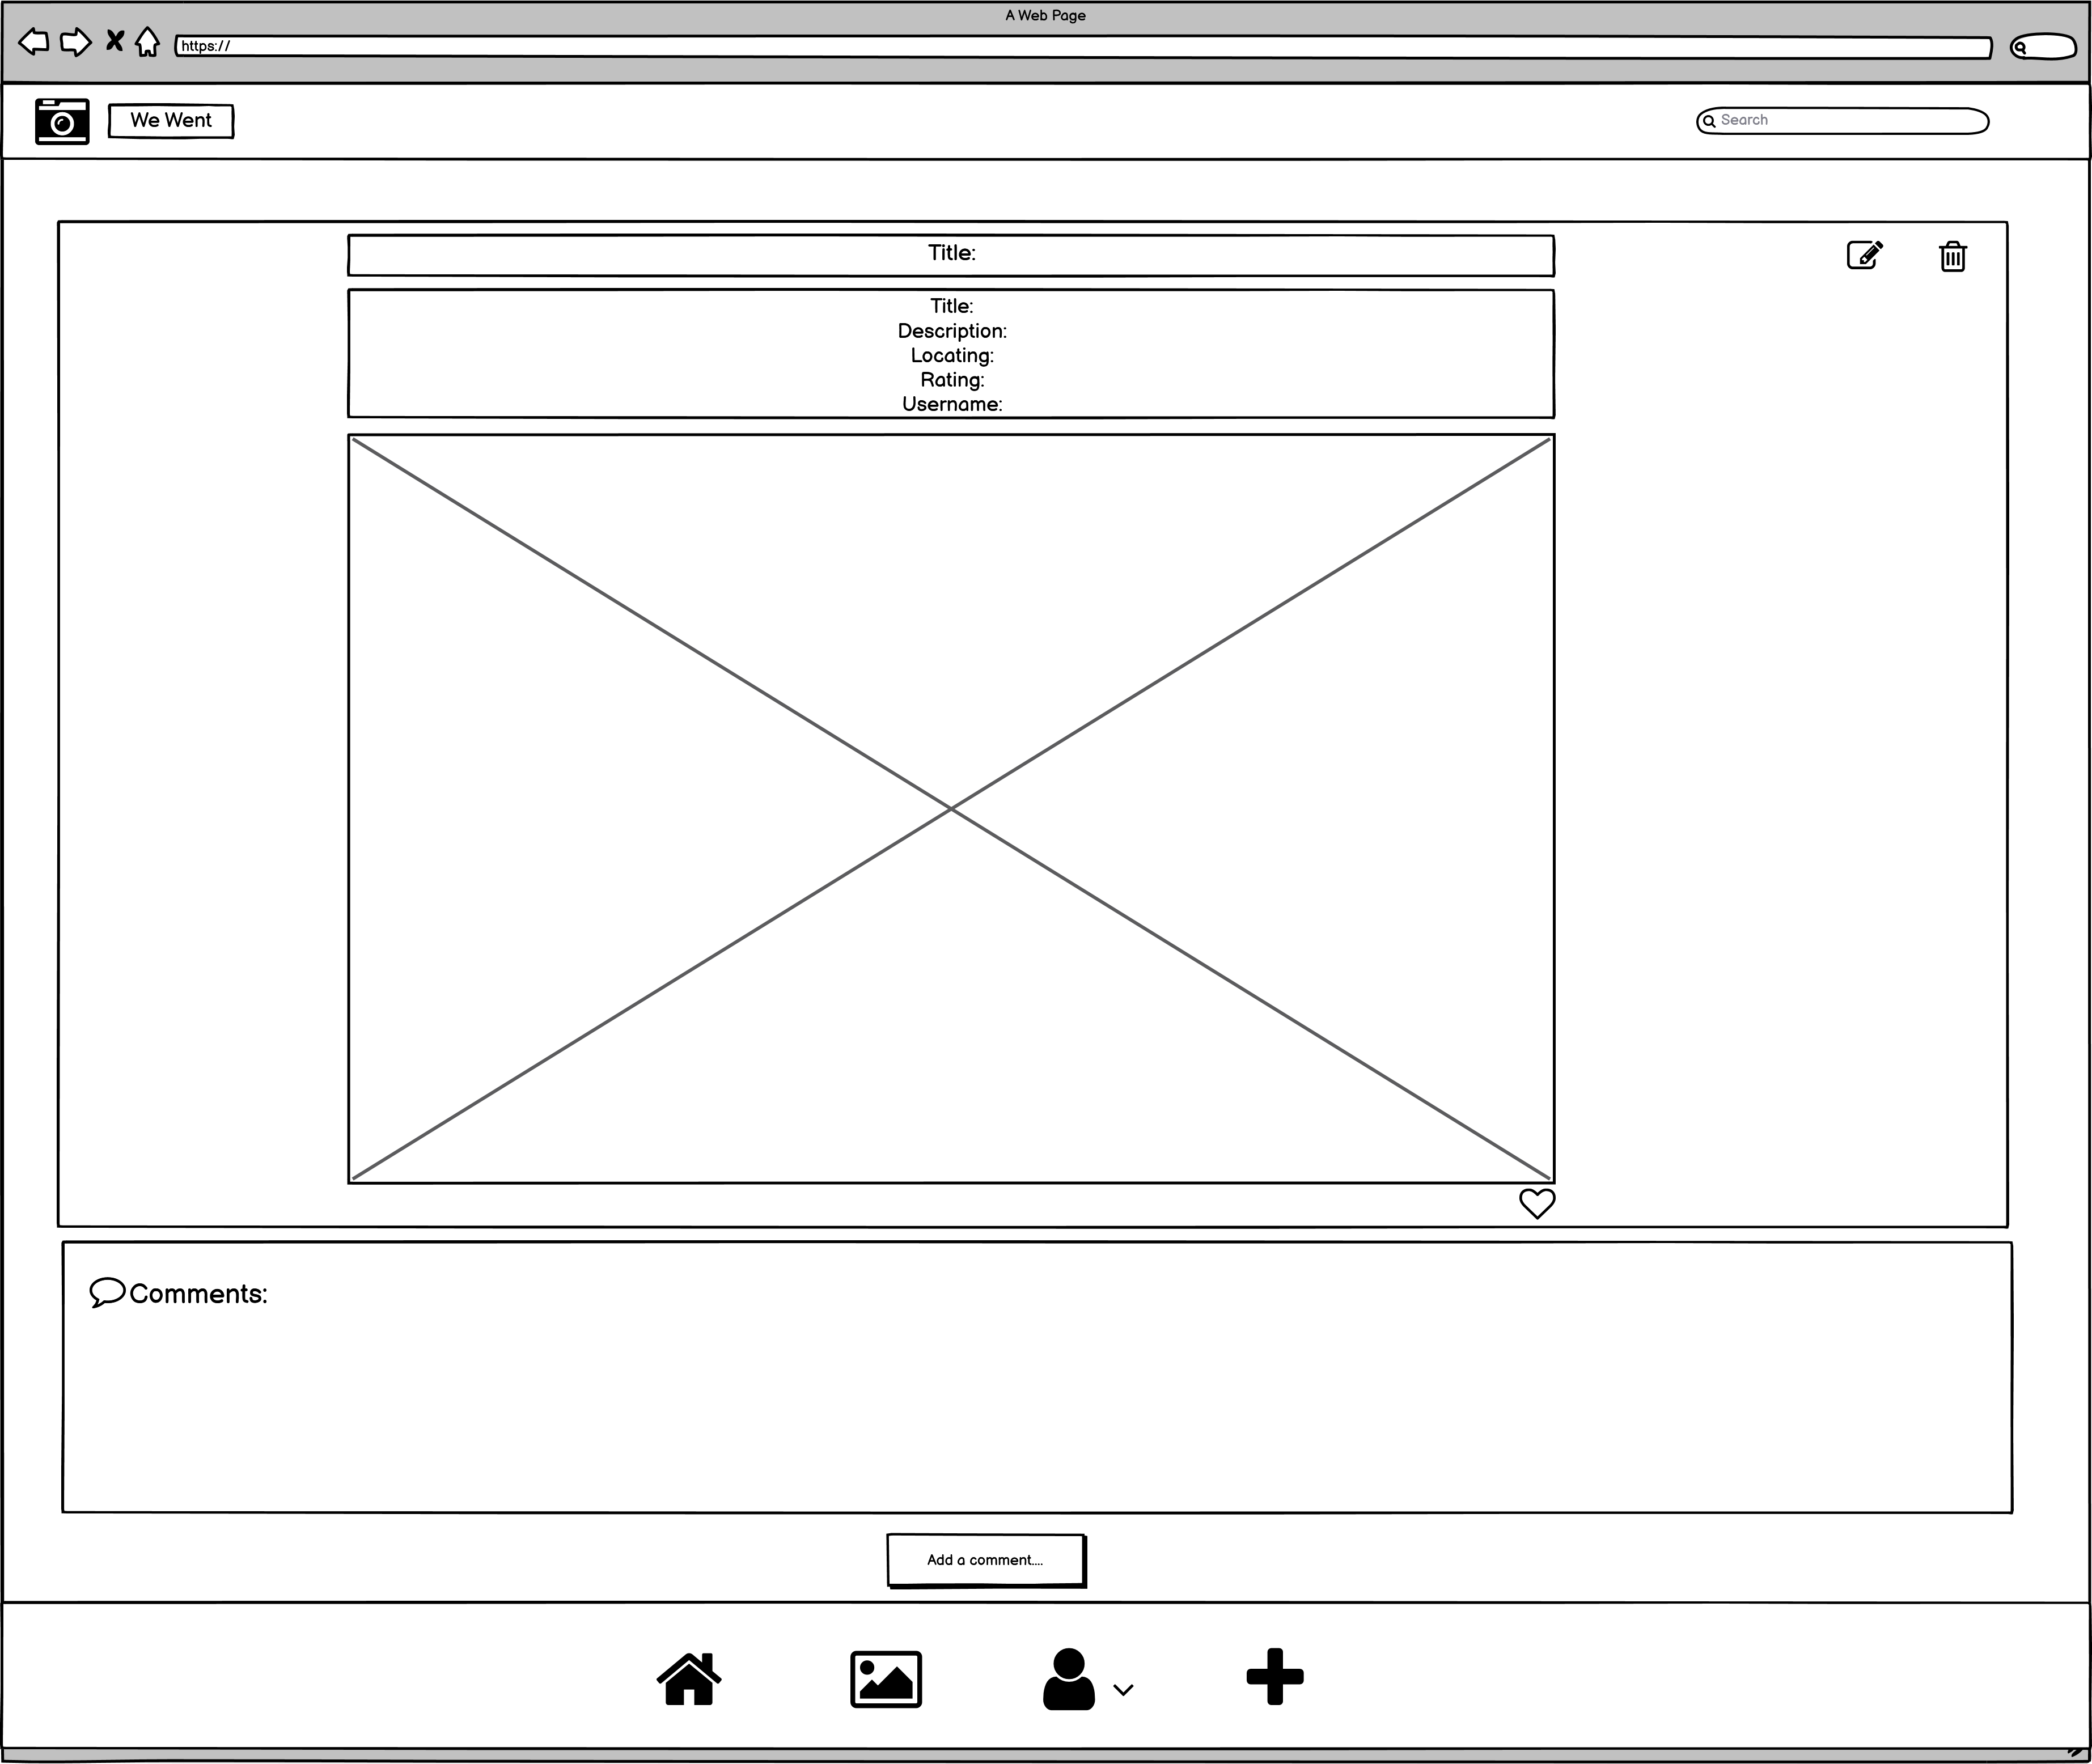 A Web Page
https://
We Went
Search
Title:
Title:
Description:
Locating:
Rating:
Username:
Comments:
Add a comment....